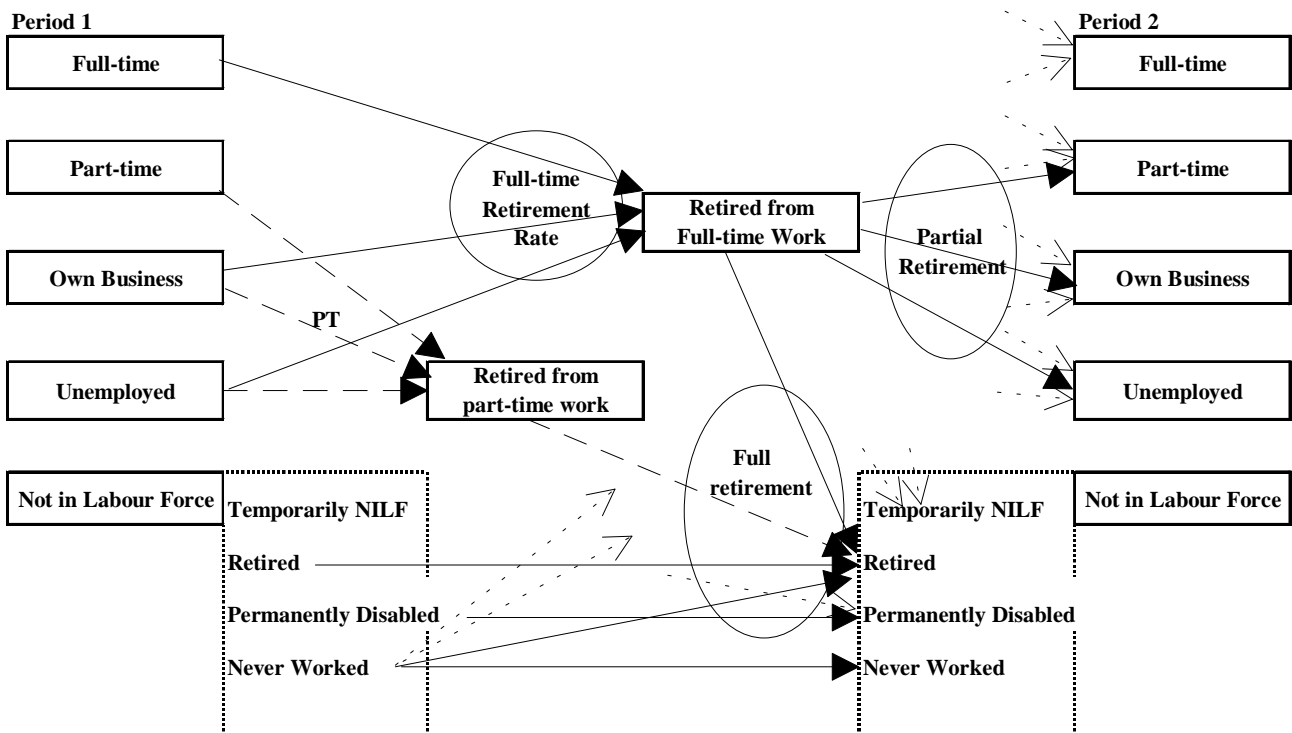 Period 1
Period 2
Full-time
Full-time
Part-time
Full-time
Retirement
Rate
Retired from
Full-time Work
Part-time
Own Business
Partial
Retirement
Own Business
PT
Unemployed
Retired from
part-time work
Unemployed
Full
retirement
Not in Labour Force
Temporarily NILF
Retired
Permanently Disabled
Never Worked
Temporarily NILF
Retired
Permanently Disabled
Never Worked
Not in Labour Force